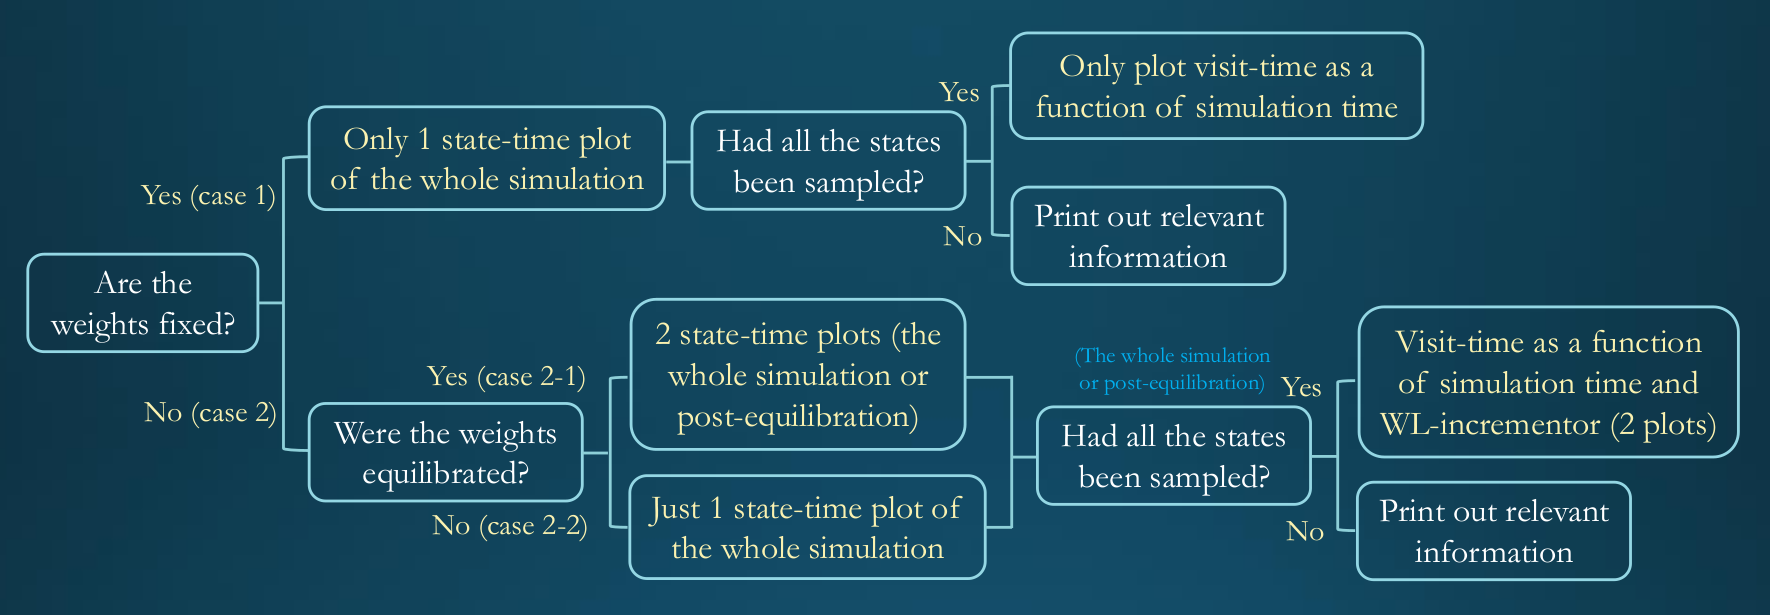 Are the
weights fixed?
Yes (case 1)
Only 1 state-time plot
of the whole simulation
Had all the states
been sampled?
Yes
Only plot visit-time as a
function of simulation time
No
Print out relevant
information
No (case 2)
Were the weights
equilibrated?
Yes (case 2-1)
2 state-time plots (the
whole simulation or
post-equilibration)
No (case 2-2)
Just 1 state-time plot of
the whole simulation
(The whole simulation
or post-equilibration)
Had all the states
been sampled?
Yes
Visit-time as a function
of simulation time and
WL-incrementor (2 plots)
No
Print out relevant
information